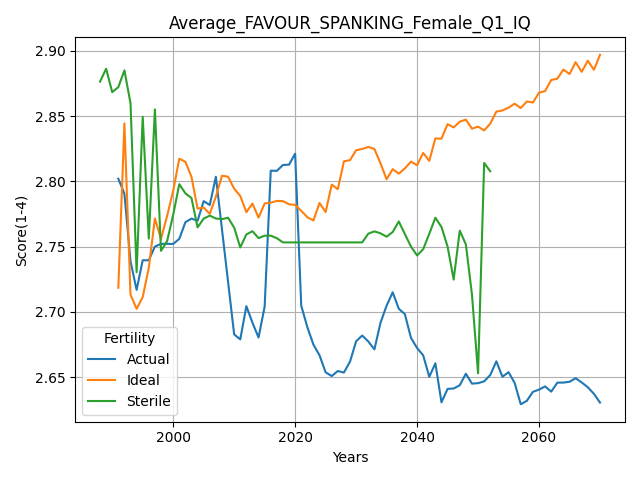 Average_FAVOUR_SPANKING_Female_Q1_IQ
Score(1-4)
2.90
2.85
2.80
2.75
2.70
2.65
Fertility
Actual
Ideal
Sterile
2000
2020
2040
2060
Years